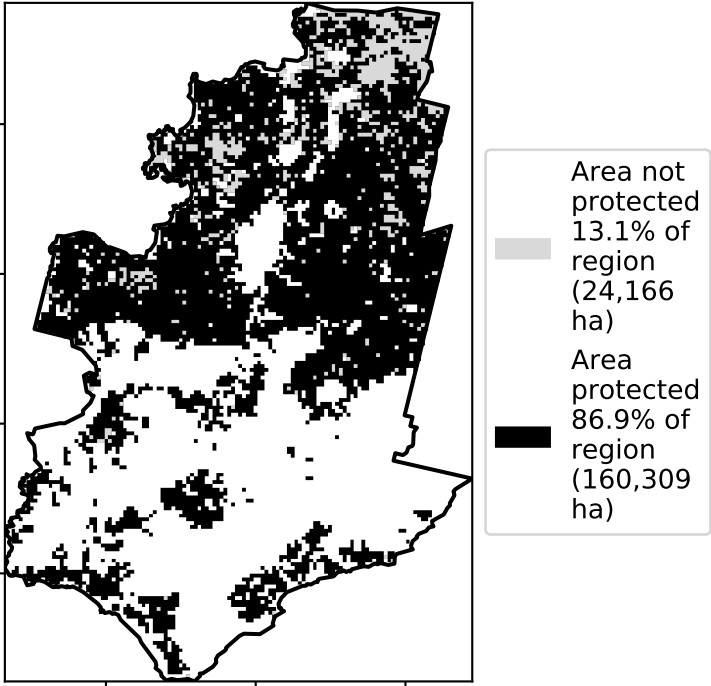 Area not
protected
13.1% of
region
(24,166
ha)
Area
protected
86.9% of
region
(160,309
ha)